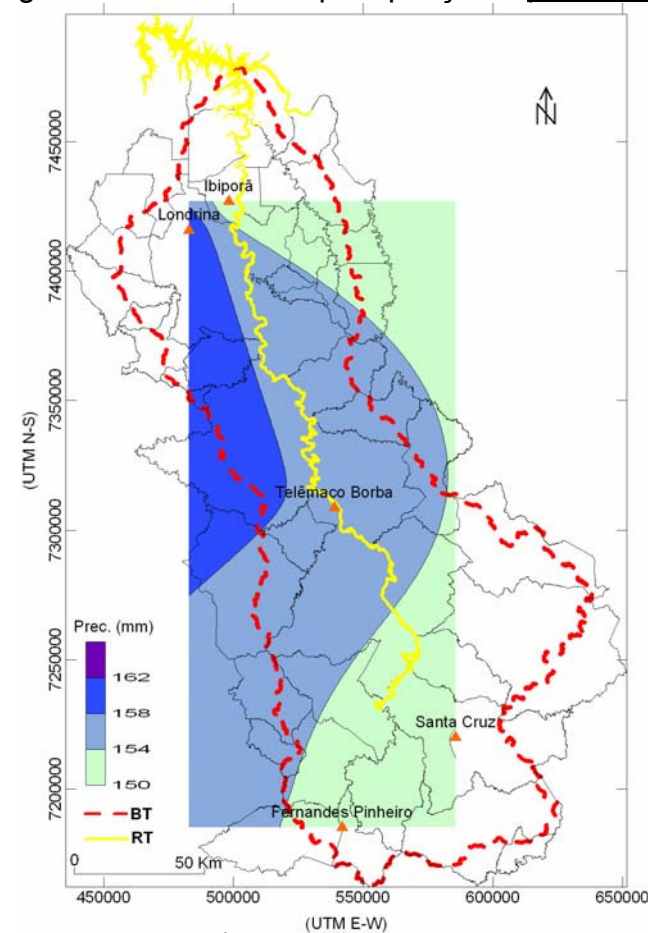 N
7450000
Ibiporã
Londrina
7400000
7350000
(UTM N-S)
Telêmaco Borba
7300000
Prec. (mm)
162
158
154
150
7250000
Santa Cruz
7200000
BT
RT
Fernandes Pinheiro
0
50 Km
450000
500000
550000
600000
650000
(UTM E-W)